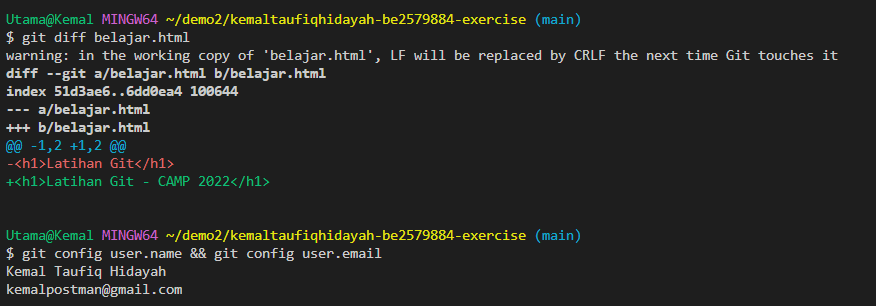 Utama@Kemal MINGW64 ~/demo2/kemaltaufiqhidayah-be2579884-exercise (main)
$ git diff belajar.html
warning: in the working copy of 'belajar.html', LF will be replaced by CRLF the next time Git touches it
diff --git a/belajar.html b/belajar.html
index 51d3ae6..6dd0ea4 100644
--- a/belajar.html
+++ b/belajar.html
@@ -1,2 +1,2 @@
-<h1>Latihan Git</h1>
+<h1>Latihan Git - CAMP 2022</h1>
Utama@Kemal MINGW64 ~/demo2/kemaltaufiqhidayah-be2579884-exercise (main)
$ git config user.name && git config user.email
Kemal Taufiq Hidayah
kemalpostman@gmail.com